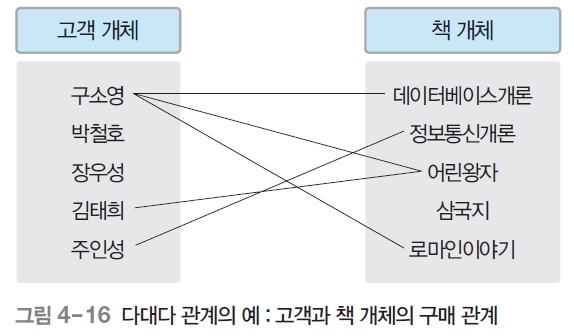 고객 개체
책 개체
구소영
박철호
장우성
김태희
주인성
데이터베이스개론
정보통신개론
어린왕자
삼국지
로마인이야기
그림 4-16 다대다 관계의 예 : 고객과 책 개체의 구매 관계